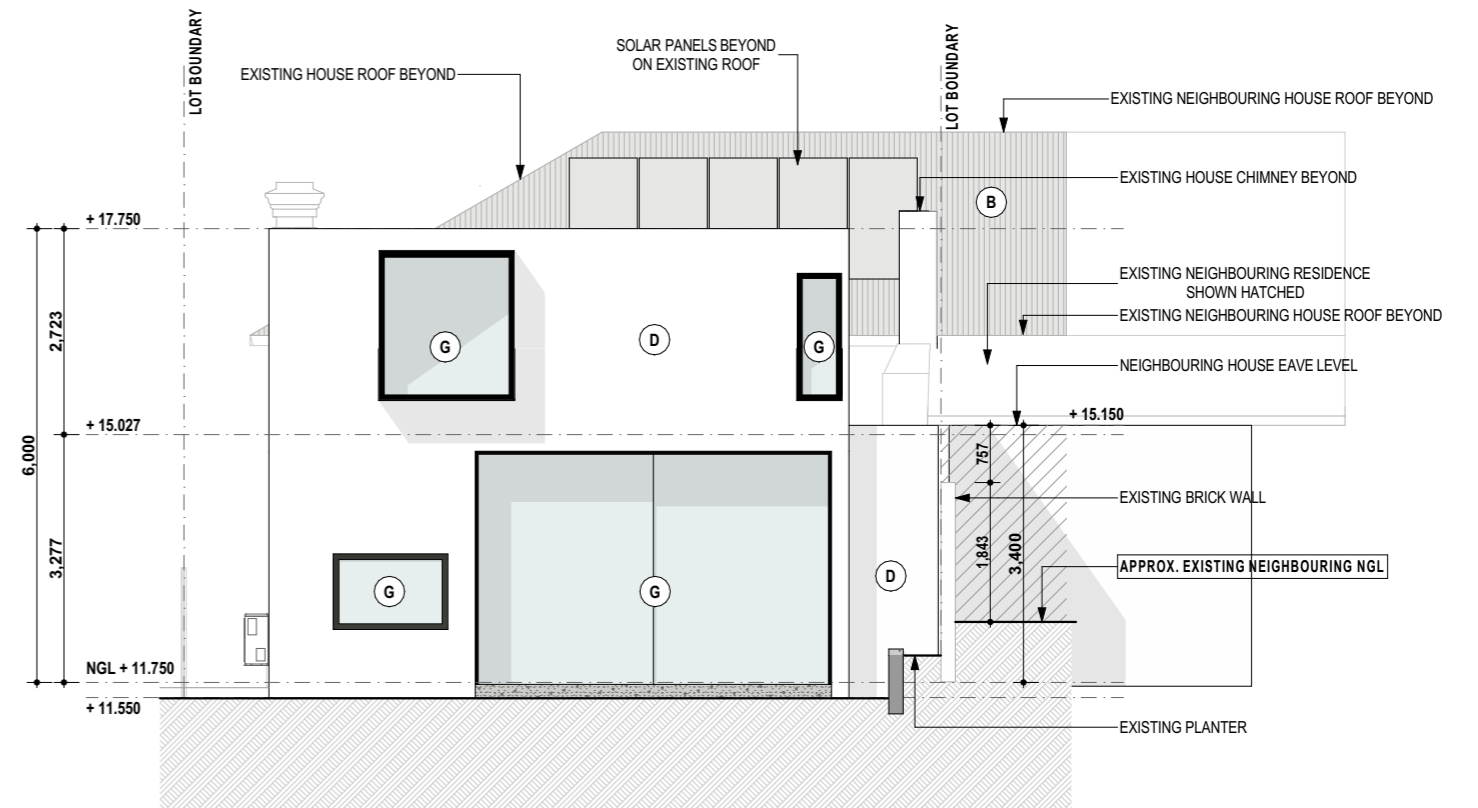 LOT BOUNDARY
EXISTING HOUSE ROOF BEYOND
SOLAR PANELS BEYOND
ON EXISTING ROOF
LOT BOUNDARY
EXISTING NEIGHBOURING HOUSE ROOF BEYOND
EXISTING HOUSE CHIMNEY BEYOND
B
+ 17.750
EXISTING NEIGHBOURING RESIDENCE
SHOWN HATCHED
EXISTING NEIGHBOURING HOUSE ROOF BEYOND
2,723
G
D
G
NEIGHBOURING HOUSE EAVE LEVEL
+ 15.150
+ 15.027
6,000
757
EXISTING BRICK WALL
3,277
1,843
3,400
G
G
D
APPROX. EXISTING NEIGHBOURING NGL
NGL + 11.750
+ 11.550
EXISTING PLANTER